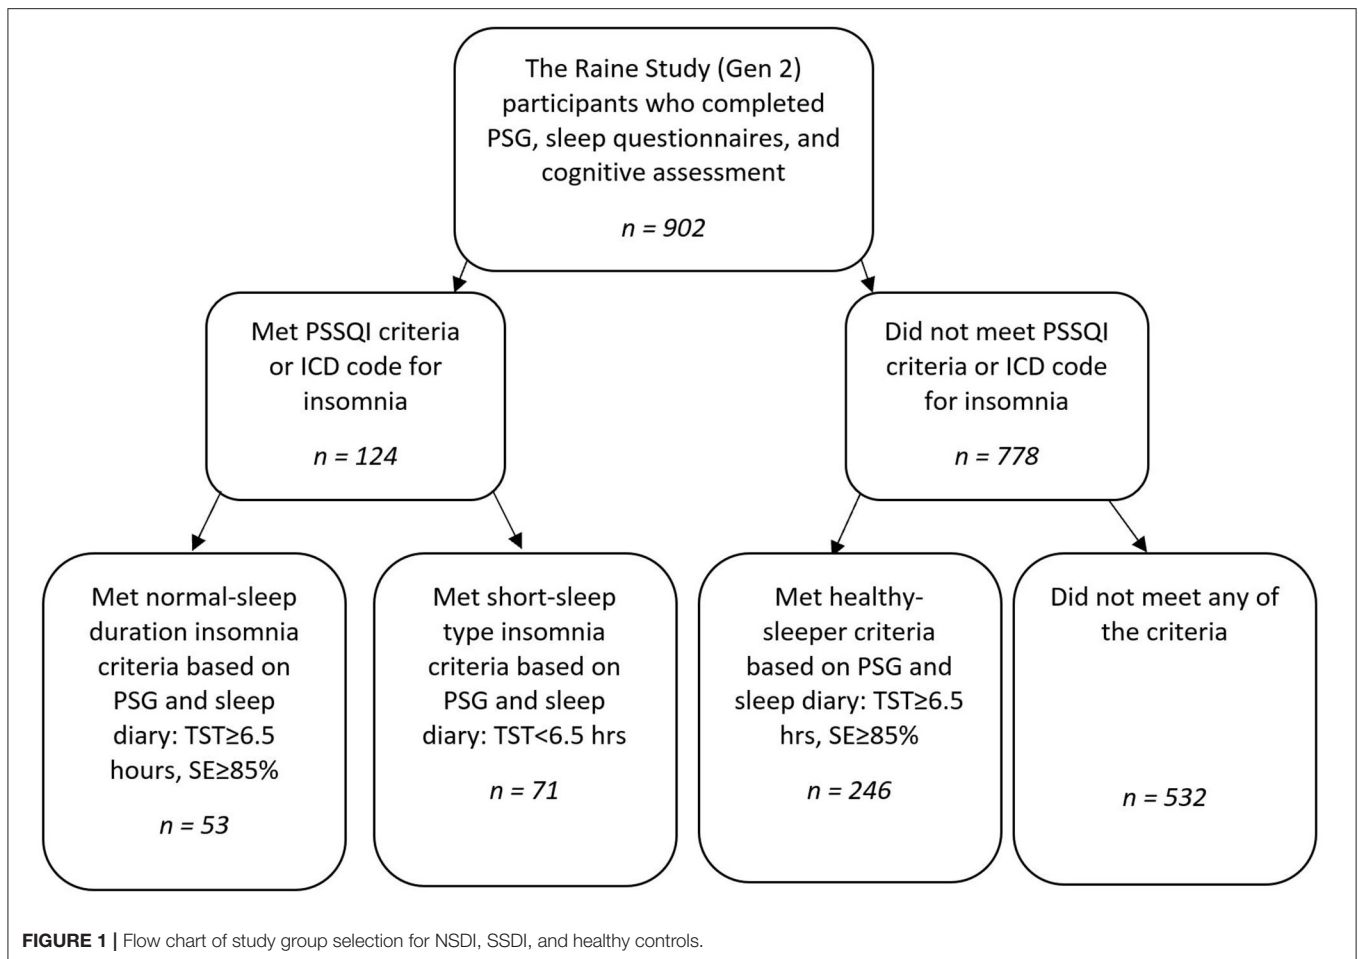 The Raine Study (Gen 2)
participants who completed
PSG, sleep questionnaires, and
cognitive assessment
n = 902
Met PSSQI criteria
or ICD code for
insomnia
n = 124
Did not meet PSSQI
criteria or ICD code
for insomnia
n = 778
Met normal-sleep
duration insomnia
criteria based on
PSG and sleep
diary: TST≥6.5
hours, SE≥85%
n = 53
Met short-sleep
type insomnia
criteria based on
PSG and sleep
diary: TST<6.5 hrs
n = 71
Met healthy-
sleeper criteria
based on PSG and
sleep diary: TST≥6.5
hrs, SE≥85%
n = 246
Did not meet any of
the criteria
n = 532
FIGURE 1 | Flow chart of study group selection for NSDI, SSDI, and healthy controls.